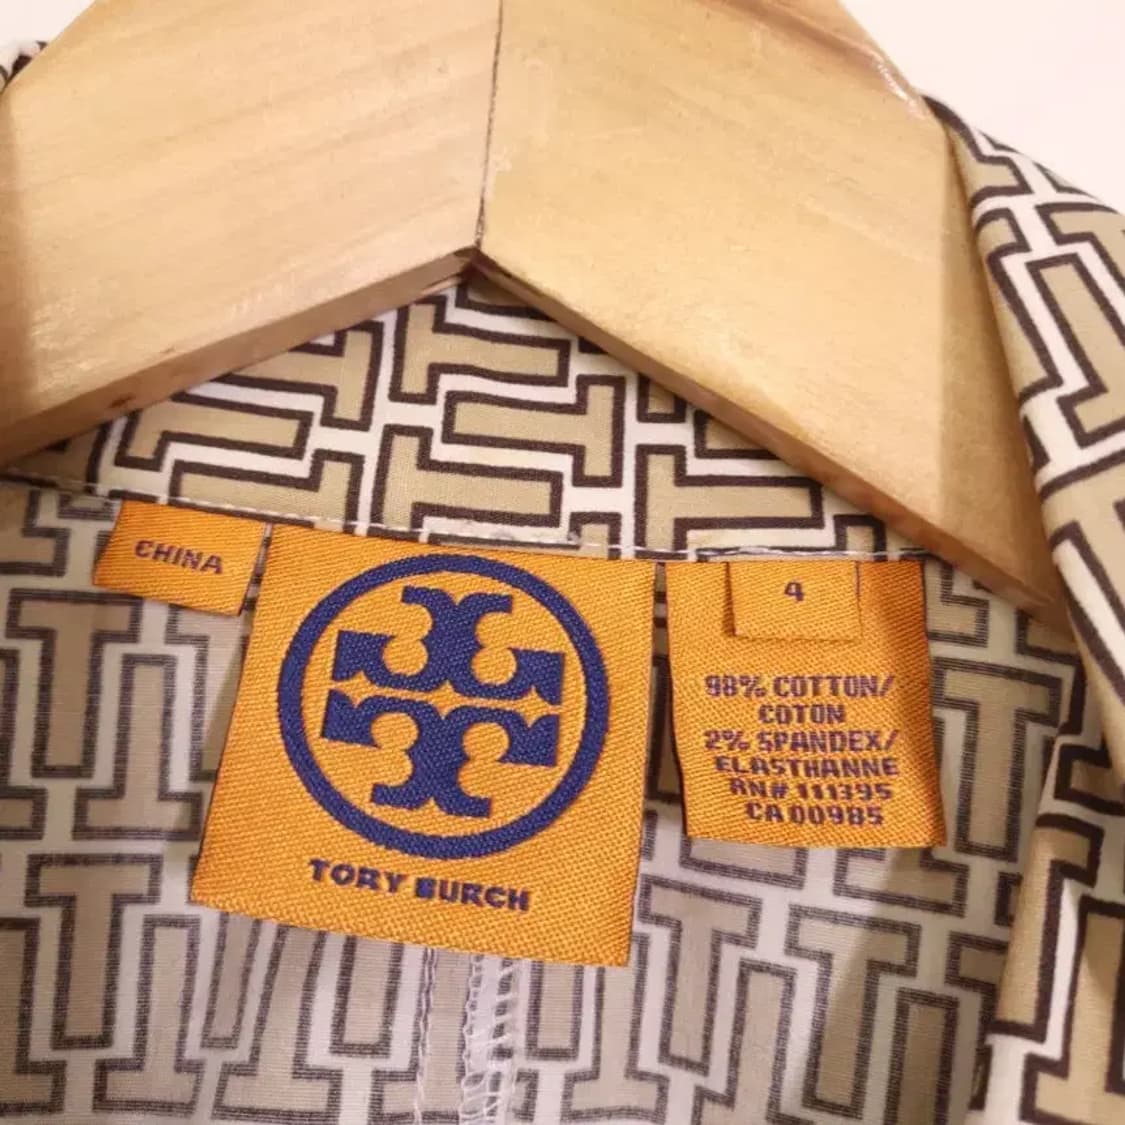 CHINA
TORY BURCH
4
98% COTTON/
COTON
2% SPANDEX/
ELASTHANNE
RN# 111395
CA 00985